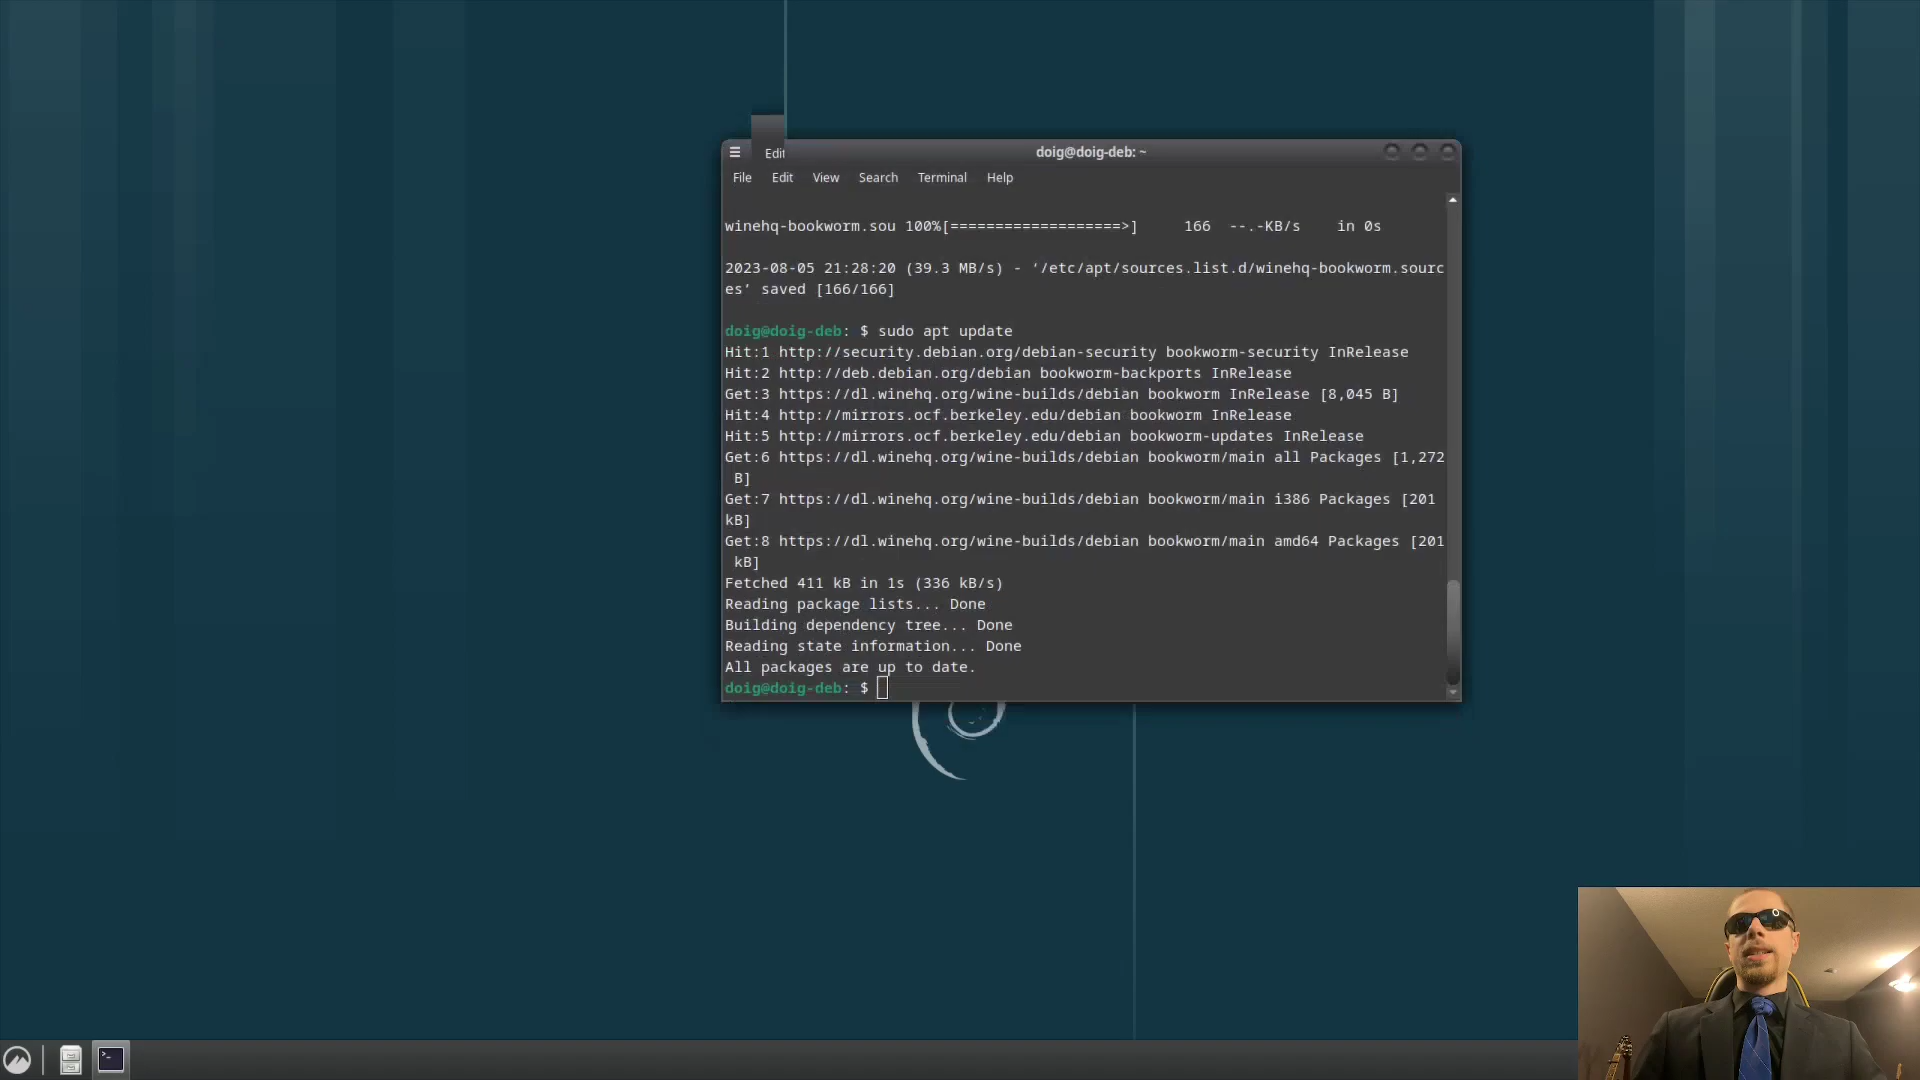 Edit
doig@doig-deb: ~
File Edit View Search Terminal Help
winehq-bookworm.sou 100%[===================>]     166  --.-KB/s    in 0s
2023-08-05 21:28:20 (39.3 MB/s) - ‘/etc/apt/sources.list.d/winehq-bookworm.sourc
es’ saved [166/166]
doig@doig-deb: $ sudo apt update
Hit:1 http://security.debian.org/debian-security bookworm-security InRelease
Hit:2 http://deb.debian.org/debian bookworm-backports InRelease
Get:3 https://dl.winehq.org/wine-builds/debian bookworm InRelease [8,045 B]
Hit:4 http://mirrors.ocf.berkeley.edu/debian bookworm InRelease
Hit:5 http://mirrors.ocf.berkeley.edu/debian bookworm-updates InRelease
Get:6 https://dl.winehq.org/wine-builds/debian bookworm/main all Packages [1,272
 B]
Get:7 https://dl.winehq.org/wine-builds/debian bookworm/main i386 Packages [201
kB]
Get:8 https://dl.winehq.org/wine-builds/debian bookworm/main amd64 Packages [201
 kB]
Fetched 411 kB in 1s (336 kB/s)
Reading package lists... Done
Building dependency tree... Done
Reading state information... Done
All packages are up to date.
doig@doig-deb: $